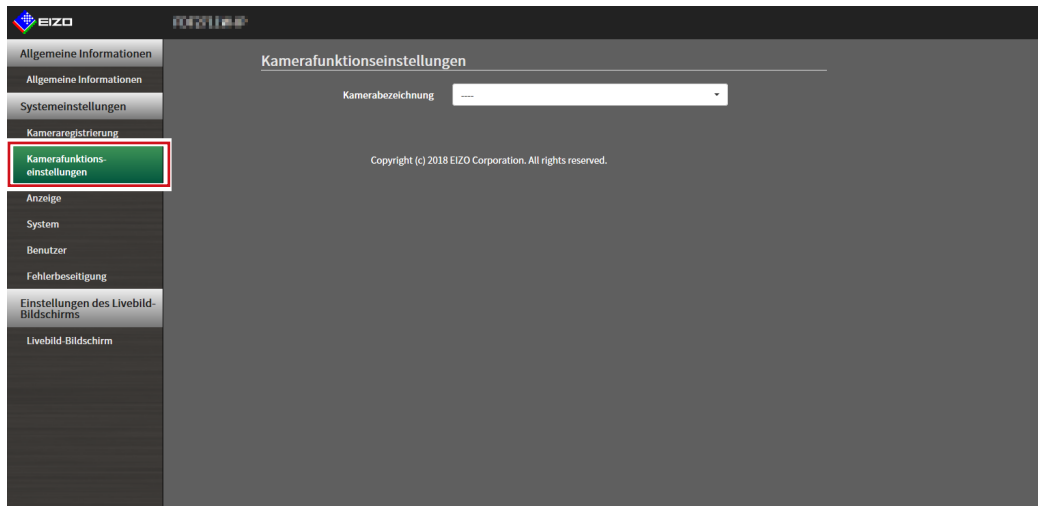 EIZO
Allgemeine Informationen
Allgemeine Informationen
Systemeinstellungen
Kameraregistrierung
Kamerafunktions-
einstellungen
Anzeige
System
Benutzer
Fehlerbeseitigung
Einstellungen des Livebild-
Bildschirms
Livebild-Bildschirm
Kamerafunktionseinstellungen
Kamerabezeichnung ----
Copyright (c) 2018 EIZO Corporation. All rights reserved.